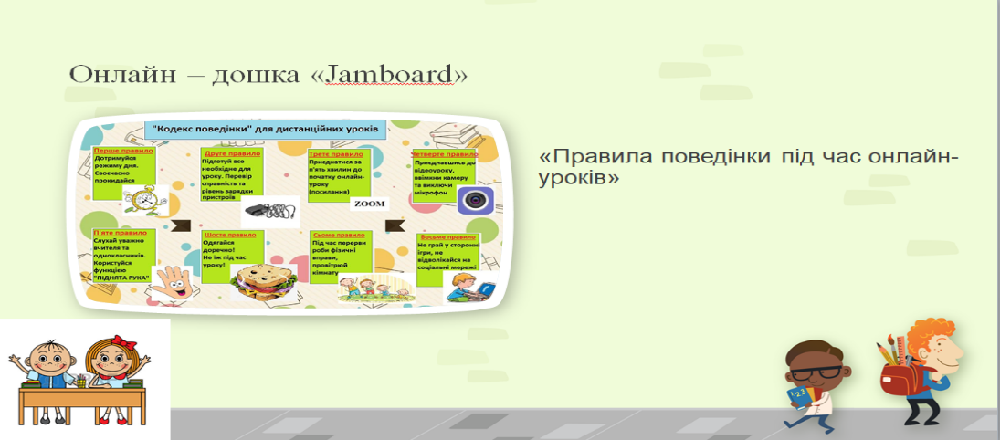 Онлайн – дошка «Jamboard»
"Кодекс поведінки" для дистанційних уроків
Перше правило
Дотримуйся
режиму дня.
Своєчасно
прокидайся
Друге правило
Підготуй все
необхідне для
уроку. Перевір
справність та
рівень зарядки
пристроїв
Третє правило
Приєднатися за
п'ять хвилин до
початку онлайн-
уроку
(посилання)
ZOOM
Четверте правило
Приєднавшись до
відеоуроку,
ввімкни камеру
та виключи
мікрофон
П'яте правило
Слухай уважно
вчителя та
однокласників.
Користуйся
функцією
"ПІДНЯТА РУКА"
Шосте правило
Одягайся
доречно!
Не їж під час
уроку!
Сьоме правило
Під час перерви
роби фізичні
вправи,
провітрюй
кімнату
Восьме правило
Не грай у сторонні
ігри, не
відволікайся на
соціальні мережі
«Правила поведінки під час онлайн-
уроків»
1 2 3